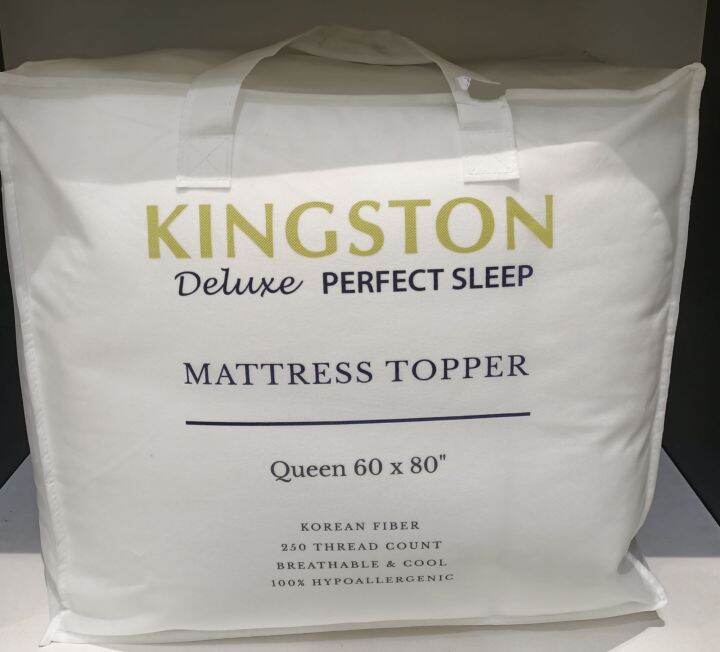 KINGSTON
Deluxe PERFECT SLEEP
MATTRESS TOPPER
Queen 60 x 80"
KOREAN FIBER
250 THREAD COUNT
BREATHABLE & COOL
100% HYPOALLERGENIC